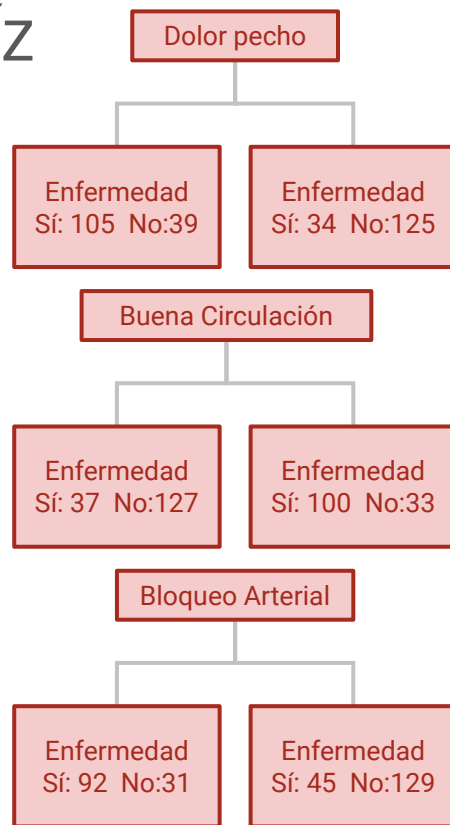 Dolor pecho
Enfermedad
Sí: 105 No:39
Enfermedad
Sí: 34 No:125
Buena Circulación
Enfermedad
Sí: 37 No:127
Enfermedad
Sí: 100 No:33
Bloqueo Arterial
Enfermedad
Sí: 92 No:31
Enfermedad
Sí: 45 No:129